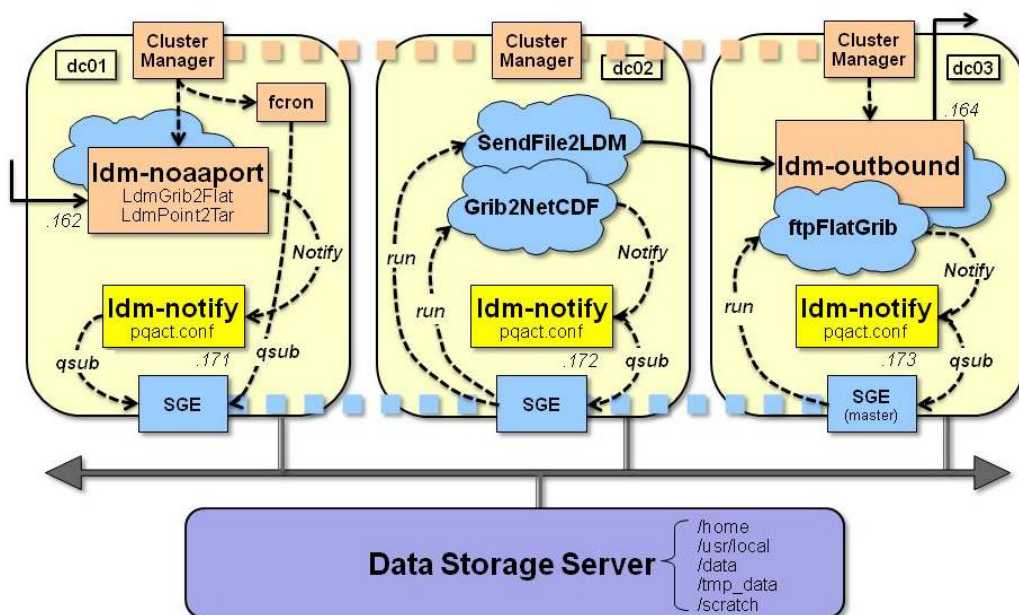 Cluster
Manager
dc01
fcron
ldm-noaaport
LdmGrib2Flat
LdmPoint2Tar
.162
Notify
ldm-notify
pqact.conf
.171
qsub
qsub
SGE
Cluster
Manager
dc02
SendFile2LDM
Grib2NetCDF
run
run
Notify
ldm-notify
pqact.conf
.172
qsub
SGE
Cluster
Manager
dc03
.164
ldm-outbound
ftpFlatGrib
Notify
run
ldm-notify
pqact.conf
.173
qsub
SGE
(master)
Data Storage Server
/home
/usr/local
/data
/tmp_data
/scratch